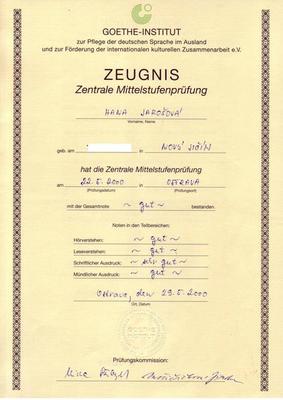 GOETHE-INSTITUT
zur Pflege der deutschen Sprache im Ausland
und zur Förderung der internationalen kulturellen Zusammenarbeit e.V.
ZEUGNIS
Zentrale Mittelstufenprüfung
HANA JAROŠOVÁ
Vorname, Name
geb. am in NOVÝ JIČÍN
hat die Zentrale Mittelstufenprüfung
am 22.5.2000 in OSTRAVA
(Prüfungsdatum) (Prüfungsort)
mit der Gesamtnote ~ gut ~ bestanden.
Noten in den Teilbereichen:
Hörverstehen: ~ gut ~
Leseverstehen: ~ gut ~
Schriftlicher Ausdruck: ~ sehr gut ~
Mündlicher Ausdruck: ~ gut ~
Ostrava, den 29.5.2000
Ort, Datum
GOETHE
Prüfungskommission: